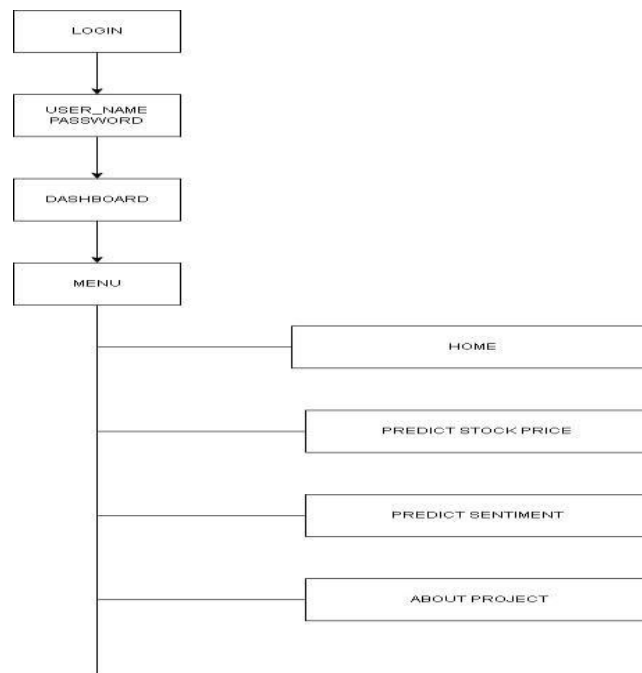 LOGIN
USER_NAME
PASSWORD
DASHBOARD
MENU
HOME
PREDICT STOCK PRICE
PREDICT SENTIMENT
ABOUT PROJECT